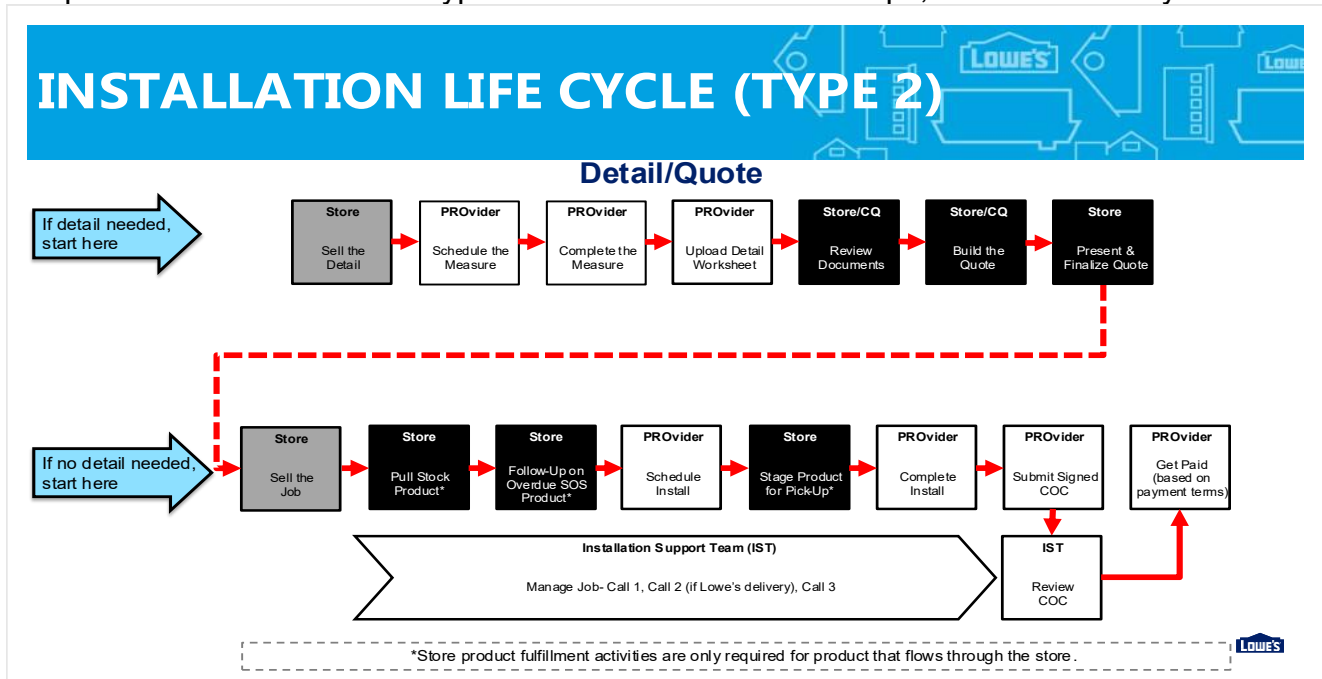 INSTALLATION LIFE CYCLE (TYPE 2)
LOWE'S
Detail/Quote
If detail needed,
start here
Store
Sell the
Detail
PROvider
Schedule the
Measure
PROvider
Complete the
Measure
PROvider
Upload Detail
Worksheet
Store/CQ
Review
Documents
Store/CQ
Build the
Quote
Store
Present &
Finalize Quote
If no detail needed,
start here
Store
Sell the
Job
Store
Pull Stock
Product*
Store
Follow-Up on
Overdue SOS
Product*
PROvider
Schedule
Install
Store
Stage Product
for Pick-Up*
PROvider
Complete
Install
PROvider
Submit Signed
COC
PROvider
Get Paid
(based on
payment terms)
Installation Support Team (IST)
Manage Job- Call 1, Call 2 (if Lowe's delivery), Call 3
IST
Review
COC
*Store product fulfillment activities are only required for product that flows through the store.
LOWE'S